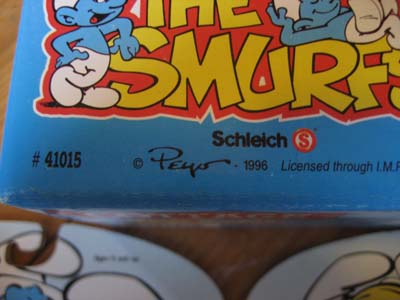 THE
SMURFS
Schleich S
# 41015
© Peyo - 1996 Licensed through I.M.P